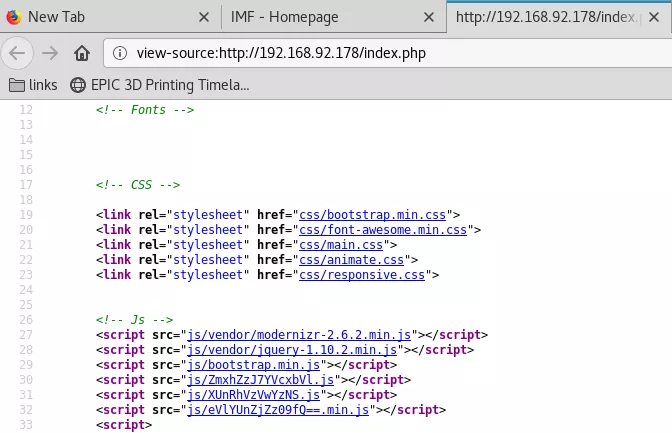 New Tab
IMF - Homepage
http://192.168.92.178/index.p
view-source:http://192.168.92.178/index.php
links
EPIC 3D Printing Timela...
12 <!-- Fonts -->
13
14
15
16
17 <!-- CSS -->
18
19 <link rel="stylesheet" href="css/bootstrap.min.css">
20 <link rel="stylesheet" href="css/font-awesome.min.css">
21 <link rel="stylesheet" href="css/main.css">
22 <link rel="stylesheet" href="css/animate.css">
23 <link rel="stylesheet" href="css/responsive.css">
24
25
26 <!-- Js -->
27 <script src="js/vendor/modernizr-2.6.2.min.js"></script>
28 <script src="js/vendor/jquery-1.10.2.min.js"></script>
29 <script src="js/bootstrap.min.js"></script>
30 <script src="js/ZmxhZzJ7YVcxbVl.js"></script>
31 <script src="js/XUnRhVzVwYzNS.js"></script>
32 <script src="js/eVlYUnZjZz09fQ==.min.js"></script>
33 <script>